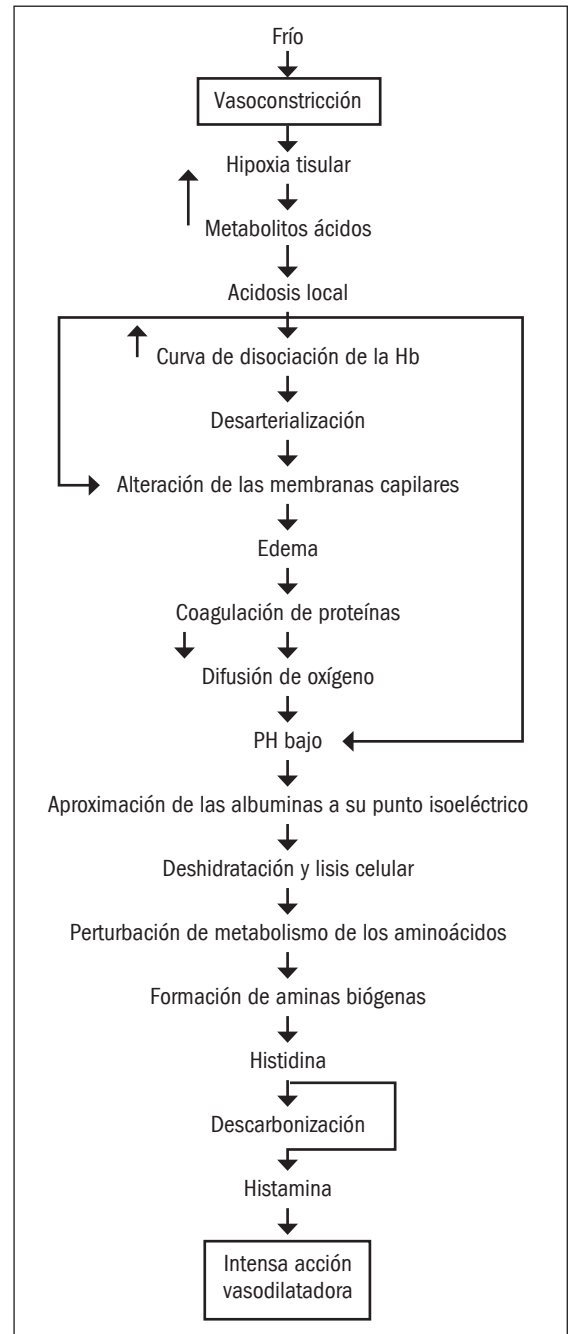 Frío
Vasoconstricción
Hipoxia tisular
Metabolitos ácidos
Acidosis local
Curva de disociación de la Hb
Desarterialización
Alteración de las membranas capilares
Edema
Coagulación de proteínas
Difusión de oxígeno
PH bajo
Aproximación de las albuminas a su punto isoeléctrico
Deshidratación y lisis celular
Perturbación de metabolismo de los aminoácidos
Formación de aminas biógenas
Histidina
Descarbonización
Histamina
Intensa acción
vasodilatadora